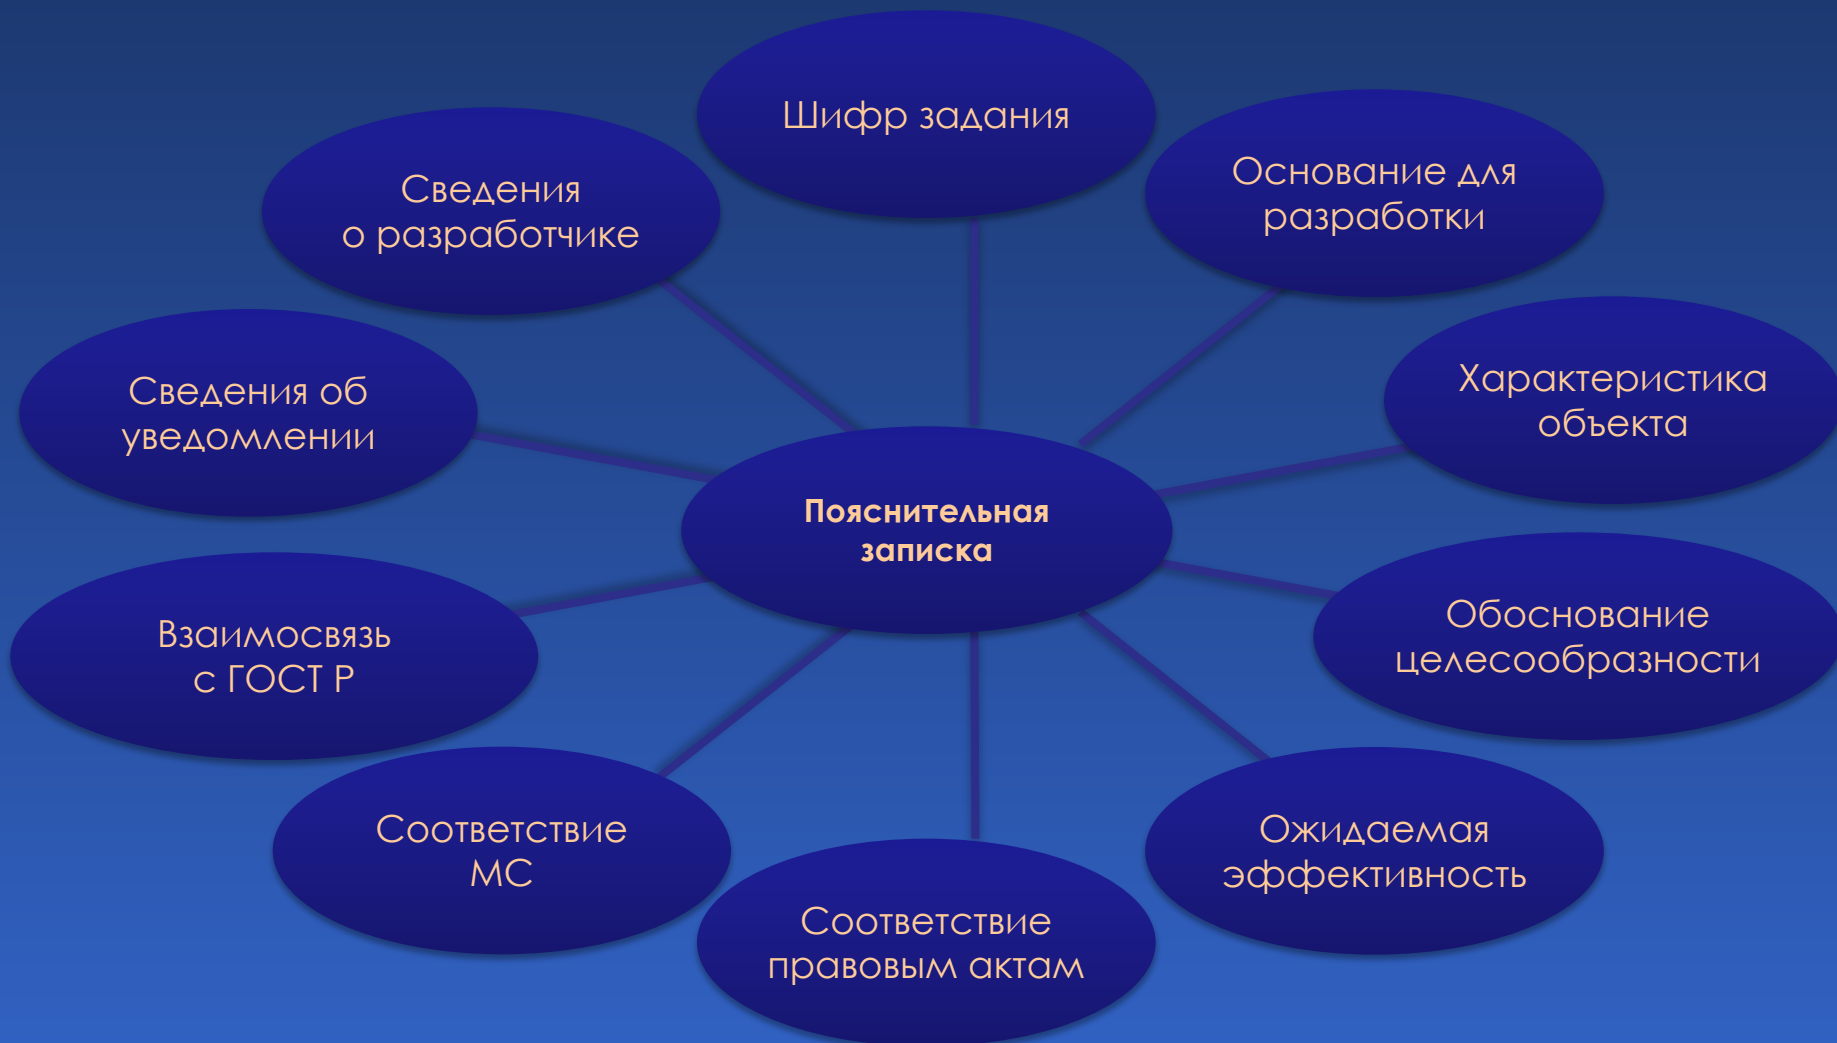 Шифр задания
Основание для
разработки
Характеристика
объекта
Обоснование
целесообразности
Ожидаемая
эффективность
Соответствие
правовым актам
Соответствие
МС
Взаимосвязь
с ГОСТ Р
Сведения об
уведомлении
Сведения
о разработчике
Пояснительная
записка